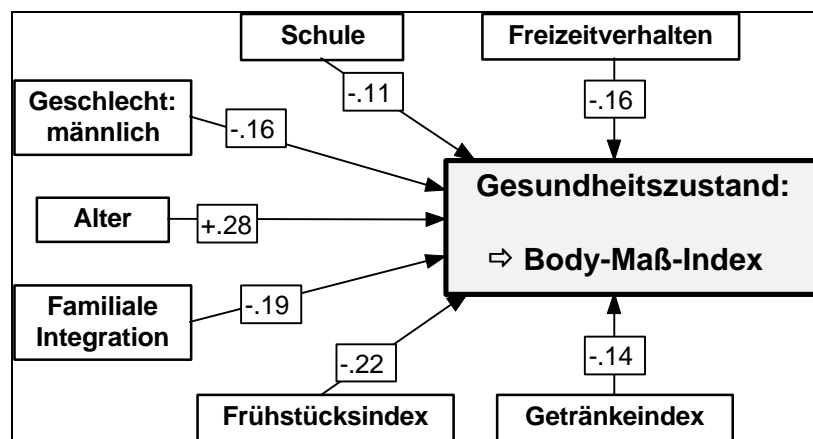 Schule
Freizeitverhalten
-.11
-.16
Geschlecht:
männlich
-.16
Gesundheitszustand:
Alter
+.28
⇨ Body-Maß-Index
Familiale
Integration
-.19
-.22
-.14
Frühstücksindex
Getränkeindex